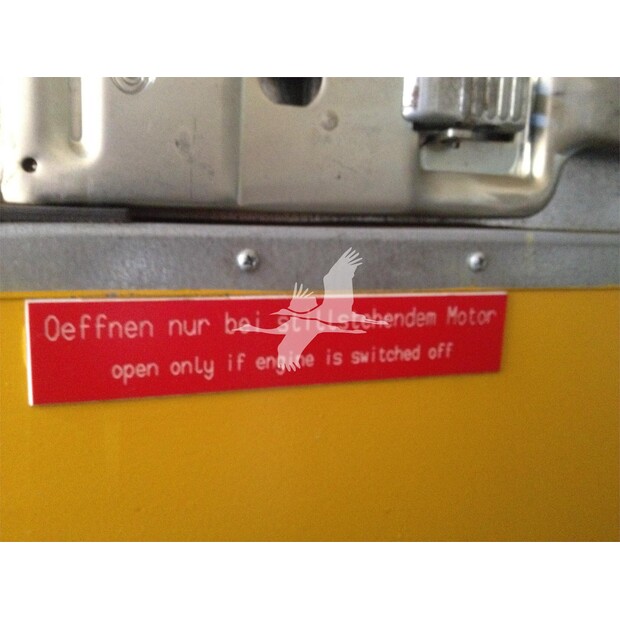 Oeffnen nur bei stillstehendem Motor
open only if engine is switched off